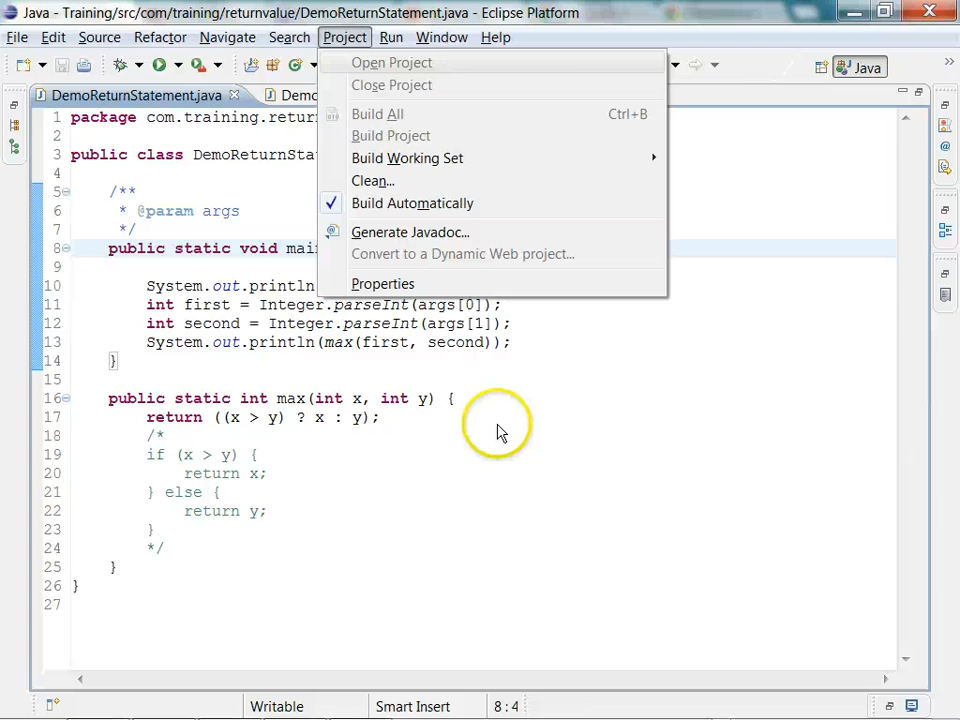 Java - Training/src/com/training/returnvalue/DemoReturnStatement.java - Eclipse Platform
File Edit Source Refactor Navigate Search Project Run Window Help
Java
DemoReturnStatement.java Demo
Open Project
Close Project
Build All Ctrl+B
Build Project
Build Working Set
Clean...
Build Automatically
Generate Javadoc...
Convert to a Dynamic Web project...
Properties
1 package com.training.retur
2
3 public class DemoReturnSta
4
5 /**
6 * @param args
7 */
8 public static void mai
9
10 System.out.println
11 int first = Integer.parseInt(args[0]);
12 int second = Integer.parseInt(args[1]);
13 System.out.println(max(first, second));
14 }
15
16 public static int max(int x, int y) {
17 return ((x > y) ? x : y);
18 /*
19 if (x > y) {
20 return x;
21 } else {
22 return y;
23 }
24 */
25 }
26 }
27
Writable Smart Insert 8 : 4